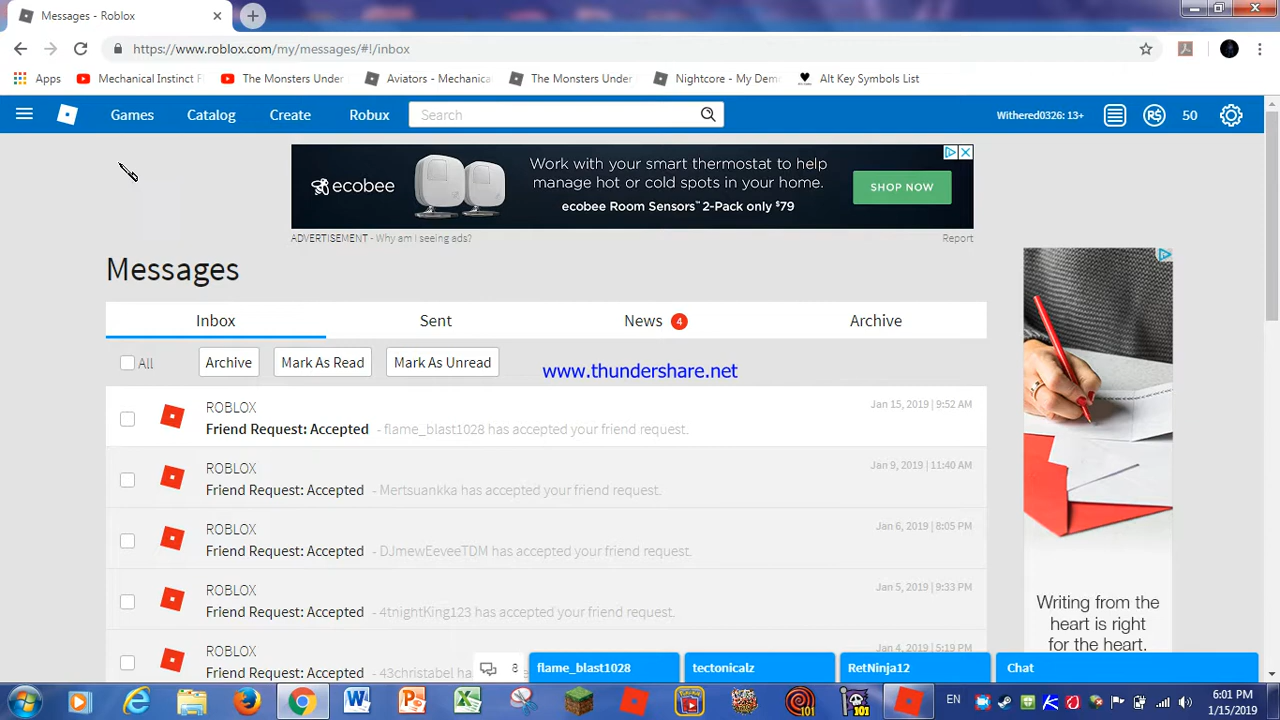 Messages - Roblox
https://www.roblox.com/my/messages/#!/inbox
Apps Mechanical Instinct F The Monsters Under Aviators - Mechanica The Monsters Under Nightcore - My Dem Alt Key Symbols List
Games Catalog Create Robux Search Withered0326: 13+ R$ 50
ecobee
Work with your smart thermostat to help
manage hot or cold spots in your home.
ecobee Room Sensors™ 2-Pack only $79
SHOP NOW
ADVERTISEMENT - Why am I seeing ads? Report
Messages
Inbox Sent News 4 Archive
All Archive Mark As Read Mark As Unread
www.thundershare.net
ROBLOX Jan 15, 2019 | 9:52 AM
Friend Request: Accepted - flame_blast1028 has accepted your friend request.
ROBLOX Jan 9, 2019 | 11:40 AM
Friend Request: Accepted - Mertsuankka has accepted your friend request.
ROBLOX Jan 6, 2019 | 8:05 PM
Friend Request: Accepted - DJmewEeveeTDM has accepted your friend request.
ROBLOX Jan 5, 2019 | 9:33 PM
Friend Request: Accepted - 4tnightKing123 has accepted your friend request.
ROBLOX Jan 4, 2019 | 5:19 PM
Friend Request: Accepted - 43christabel has
Writing from the
heart is right
for the heart.
8 flame_blast1028 tectonicalz RetNinja12 Chat
EN 6:01 PM
1/15/2019